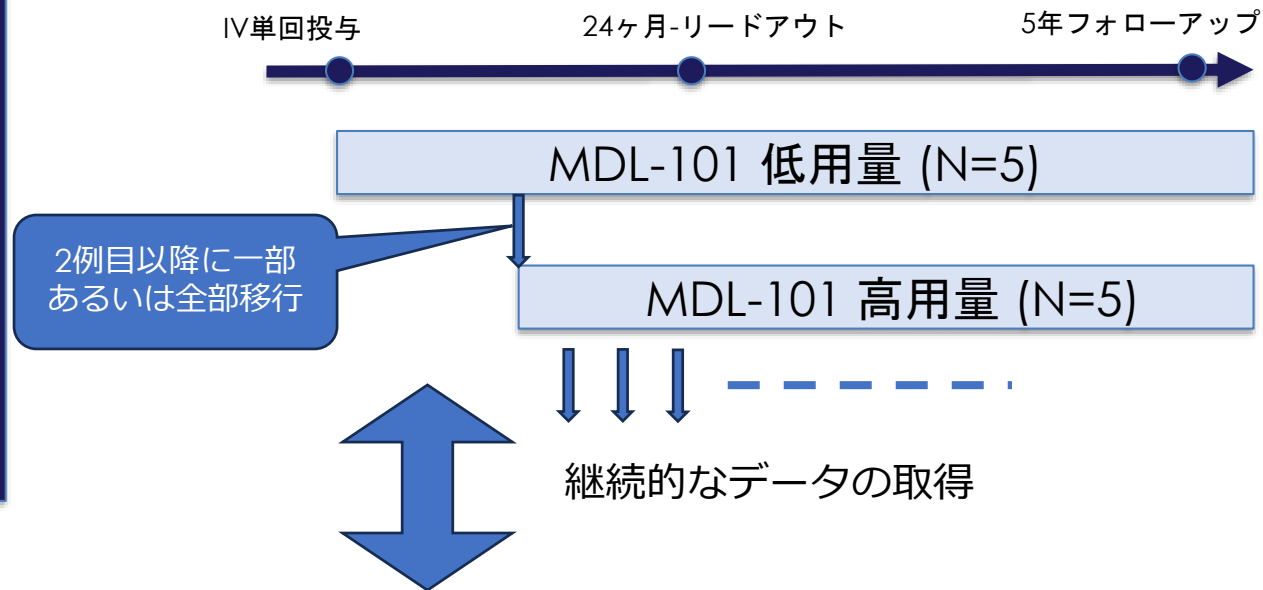 IV単回投与
24ヶ月-リードアウト
5年フォローアップ
MDL-101 低用量 (N=5)
2例目以降に一部
あるいは全部移行
MDL-101 高用量 (N=5)
継続的なデータの取得